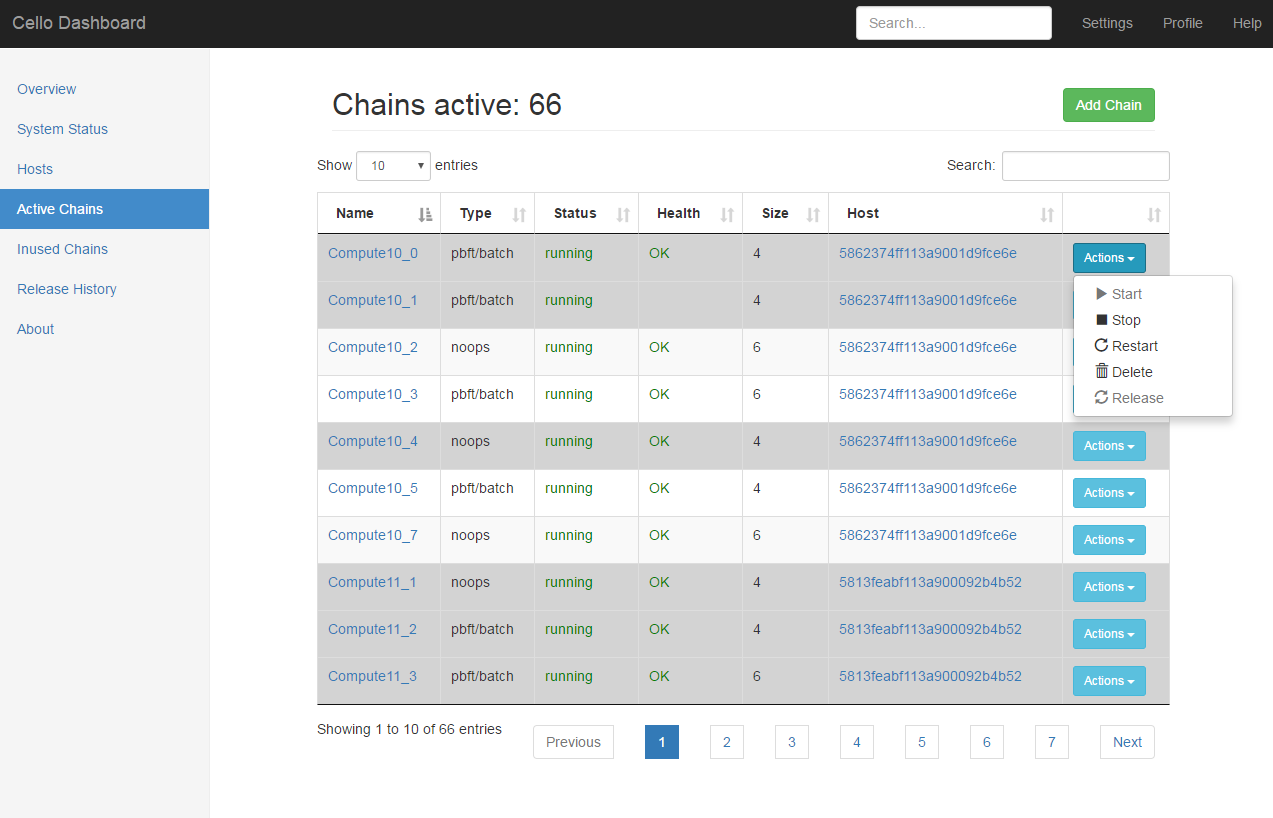 Cello Dashboard
Search...
Settings Profile Help
Overview
System Status
Hosts
Active Chains
Inused Chains
Release History
About
Chains active: 66
Add Chain
Show 10 entries
Search:
Name Type Status Health Size Host
Compute10_0 pbft/batch running OK 4 5862374ff113a9001d9fce6e Actions
Compute10_1 pbft/batch running 4 5862374ff113a9001d9fce6e
Compute10_2 noops running OK 6 5862374ff113a9001d9fce6e
Compute10_3 pbft/batch running OK 6 5862374ff113a9001d9fce6e
Start
Stop
Restart
Delete
Release
Compute10_4 noops running OK 4 5862374ff113a9001d9fce6e Actions
Compute10_5 pbft/batch running OK 4 5862374ff113a9001d9fce6e Actions
Compute10_7 noops running OK 6 5862374ff113a9001d9fce6e Actions
Compute11_1 noops running OK 4 5813feabf113a900092b4b52 Actions
Compute11_2 pbft/batch running OK 4 5813feabf113a900092b4b52 Actions
Compute11_3 pbft/batch running OK 6 5813feabf113a900092b4b52 Actions
Showing 1 to 10 of 66 entries
Previous 1 2 3 4 5 6 7 Next